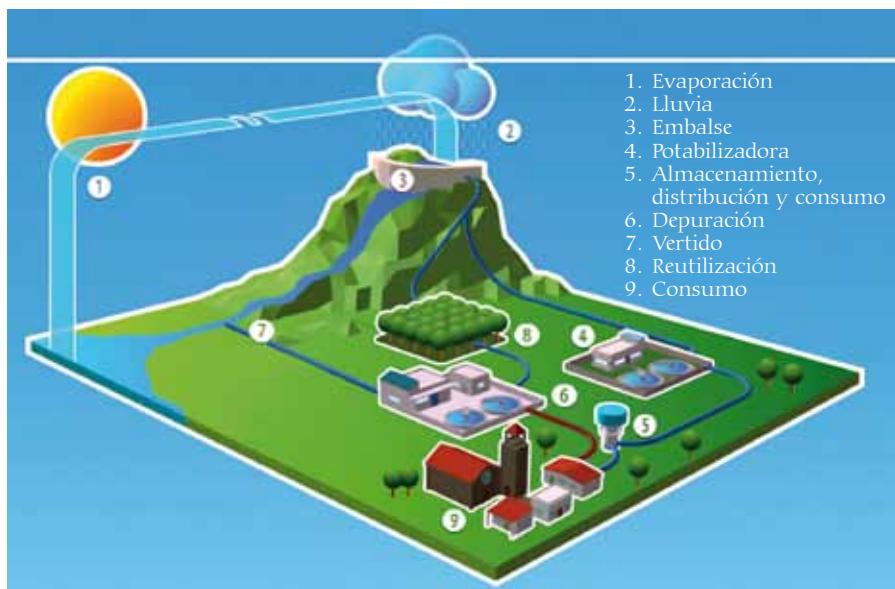 1. Evaporación
2. Lluvia
3. Embalse
4. Potabilizadora
5. Almacenamiento,
distribución y consumo
6. Depuración
7. Vertido
8. Reutilización
9. Consumo
1
2
3
4
5
6
7
8
9